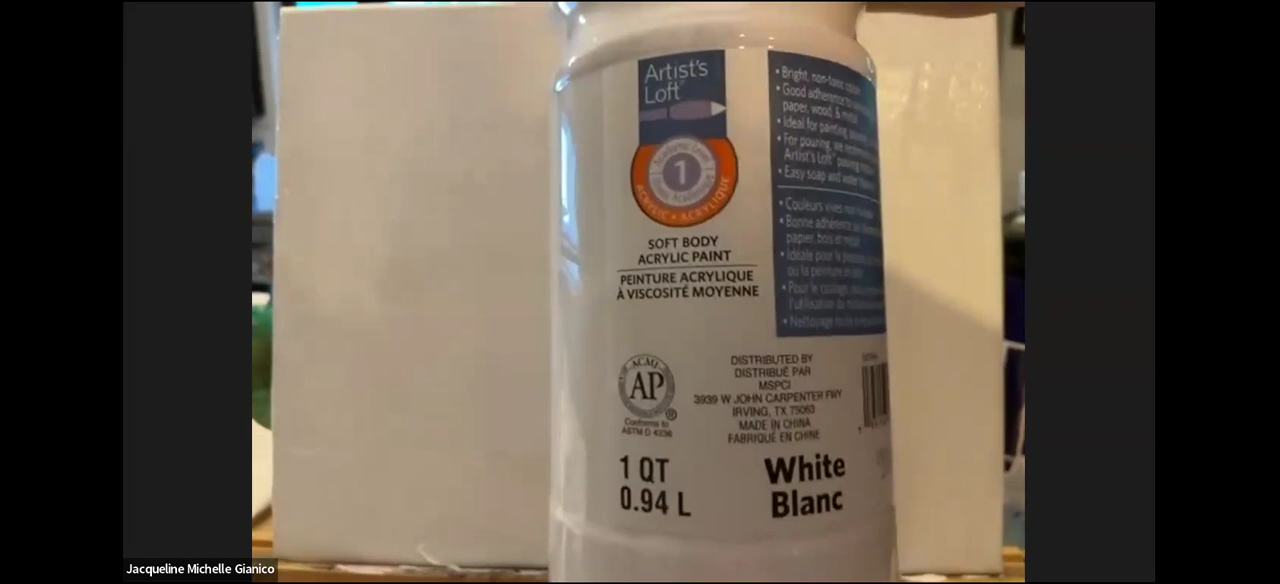 Artist's
Loft
1
ACRYLIC • ACRYLIQUE
SOFT BODY
ACRYLIC PAINT
PEINTURE ACRYLIQUE
À VISCOSITÉ MOYENNE
• Bright, non-toxic
• Good adherence to
paper, wood, &
• Ideal for painting
• For pouring, we
Artist's Loft pouring
• Easy soap and water
• Couleurs vives
• Bonne adhérence
papier, bois et métal
• Idéale pour la
ou la peinture
• Pour le coulage,
l'utilisation du
• Nettoyage
ACMI
AP
®
Conforms to
ASTM D 4236
DISTRIBUTED BY
DISTRIBUÉ PAR
MSPCI
3939 W JOHN CARPENTER FWY
IRVING, TX 75063
MADE IN CHINA
FABRIQUÉ EN CHINE
1 QT
0.94 L
White
Blanc
Jacqueline Michelle Gianico